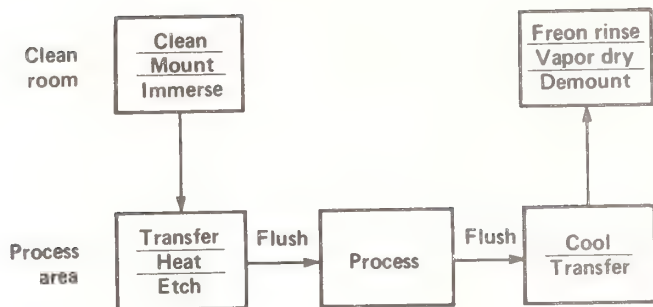 Clean
room
Clean
Mount
Immerse
Freon rinse
Vapor dry
Demount
Process
area
Transfer
Heat
Etch
Flush
Process
Flush
Cool
Transfer